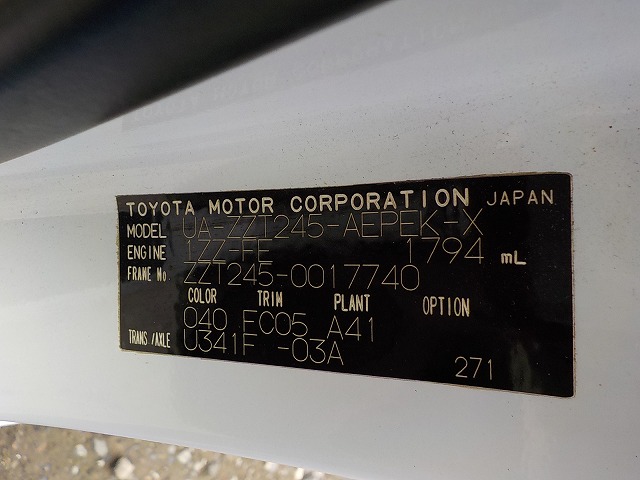 TOYOTA MOTOR CORPORATION JAPAN
MODEL UA-ZZT245-AEPEK-X
ENGINE 1ZZ-FE 1794 mL
FRAME No. ZZT245-0017740
COLOR TRIM PLANT OPTION
040 FC05 A41
TRANS/AXLE U341F -03A
271